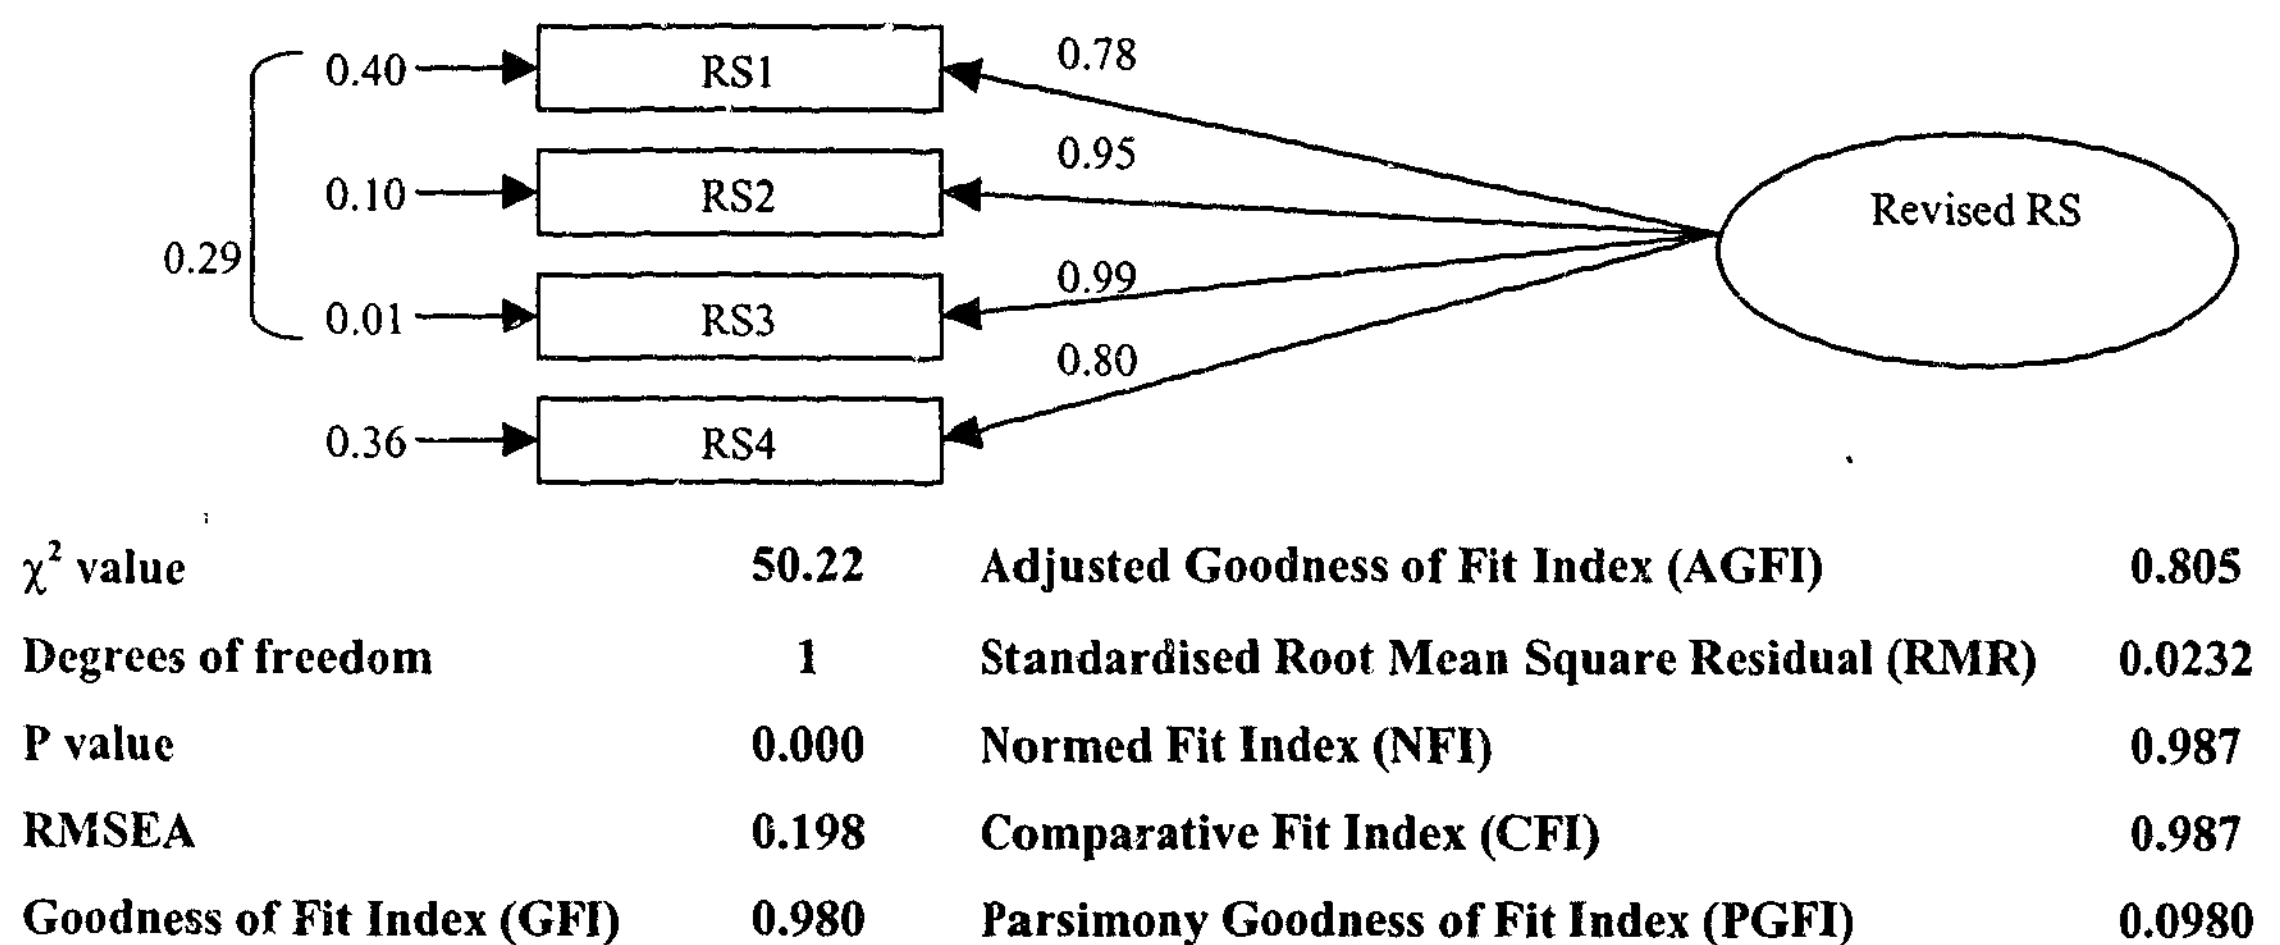 0.40 RS1 0.78
0.10 RS2 0.95
Revised RS
0.29
0.01 RS3 0.99
0.36 RS4 0.80
χ² value 50.22 Adjusted Goodness of Fit Index (AGFI) 0.805
Degrees of freedom 1 Standardised Root Mean Square Residual (RMR) 0.0232
P value 0.000 Normed Fit Index (NFI) 0.987
RMSEA 0.198 Comparative Fit Index (CFI) 0.987
Goodness of Fit Index (GFI) 0.980 Parsimony Goodness of Fit Index (PGFI) 0.0980